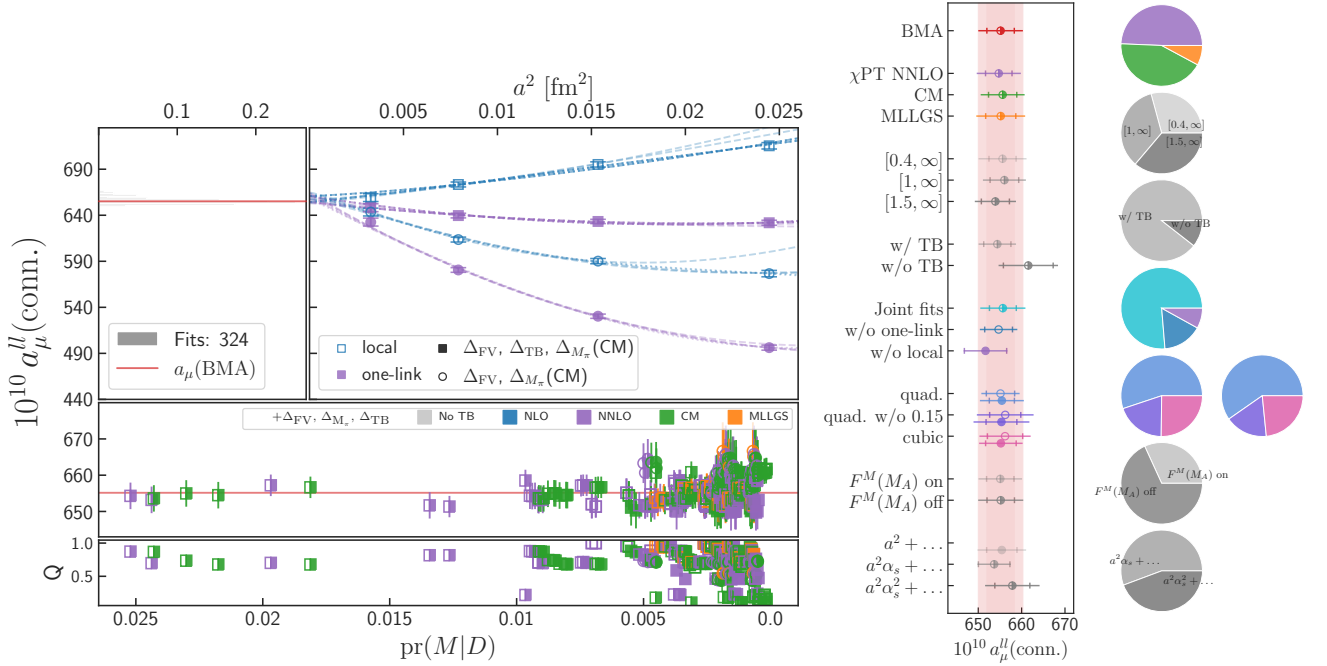 a² [fm²]
0.1 0.2 0.005 0.01 0.015 0.02 0.025
10¹⁰ a_μ^{ll}(conn.)
690
640
590
540
490
440
Fits: 324
a_μ(BMA)
local
one-link
Δ_FV, Δ_TB, Δ_{M_π}(CM)
Δ_FV, Δ_{M_π}(CM)
+Δ_FV, Δ_{M_π}, Δ_TB No TB NLO NNLO CM MLLGS
670
660
650
Q
1.0
0.5
0.025 0.02 0.015 0.01 0.005 0.0
pr(M|D)
BMA
χPT NNLO
CM
MLLGS
[0.4, ∞]
[1, ∞]
[1.5, ∞]
w/ TB
w/o TB
Joint fits
w/o one-link
w/o local
quad.
quad. w/o 0.15
cubic
F^M(M_A) on
F^M(M_A) off
a² + ...
a²α_s + ...
a²α_s² + ...
650 660 670
10¹⁰ a_μ^{ll}(conn.)
[0.4, ∞]
[1, ∞]
[1.5, ∞]
w/ TB
w/o TB
F^M(M_A) on
F^M(M_A) off
a²α_s + ...
a²α_s² + ...